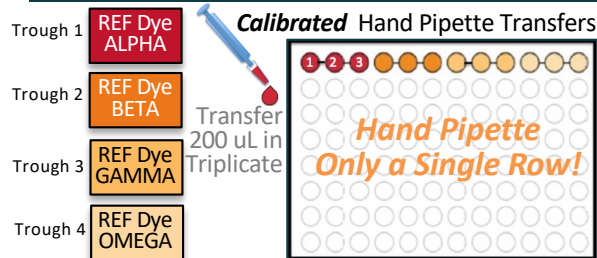 Calibrated Hand Pipette Transfers
Trough 1
REF Dye
ALPHA
Trough 2
REF Dye
BETA
Trough 3
REF Dye
GAMMA
Trough 4
REF Dye
OMEGA
Transfer
200 uL in
Triplicate
1 2 3
Hand Pipette
Only a Single Row!